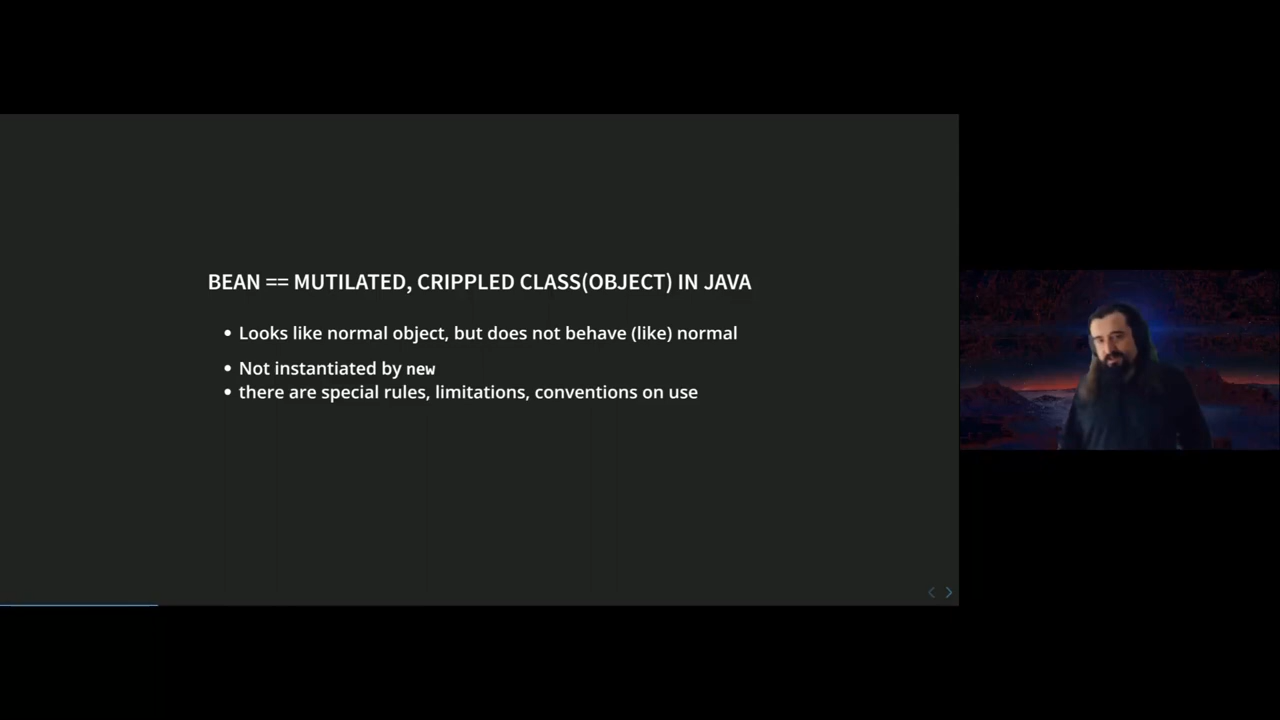 BEAN == MUTILATED, CRIPPLED CLASS(OBJECT) IN JAVA
Looks like normal object, but does not behave (like) normal
Not instantiated by new
there are special rules, limitations, conventions on use